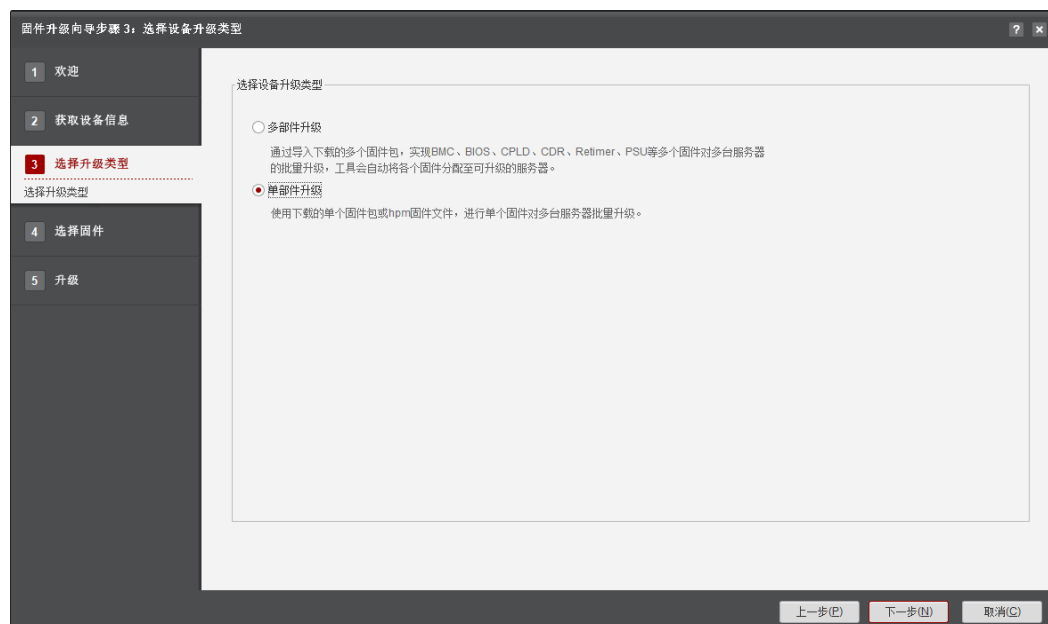 固件升级向导步骤 3：选择设备升级类型
? ×
1 欢迎
2 获取设备信息
3 选择升级类型
选择升级类型
4 选择固件
5 升级
选择设备升级类型
多部件升级
通过导入下载的多个固件包，实现BMC、BIOS、CPLD、CDR、Retimer、PSU等多个固件对多台服务器
的批量升级，工具会自动将各个固件分配至可升级的服务器。
单部件升级
使用下载的单个固件包或hpm固件文件，进行单个固件对多台服务器批量升级。
上一步(P) 下一步(N) 取消(C)